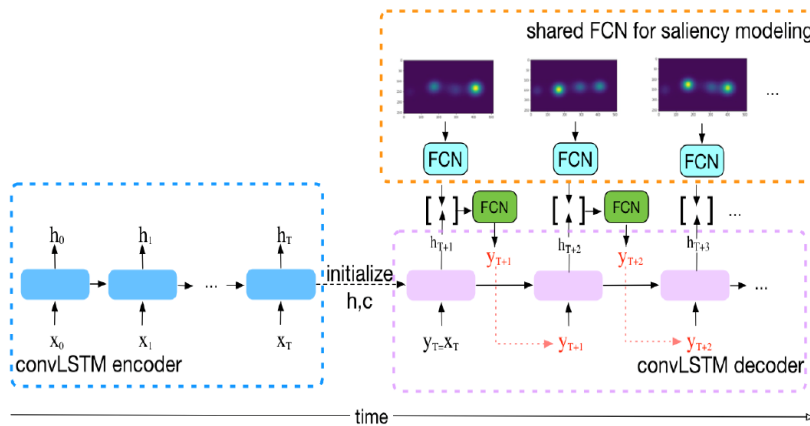 shared FCN for saliency modeling
...
FCN FCN FCN
[ , ] FCN [ , ] FCN [ , ] ...
h0 h1 hT hT+1 yT+1 hT+2 yT+2 hT+3
... initialize ...
h,c
x0 x1 xT yT=xT yT+1 yT+2
convLSTM encoder convLSTM decoder
time